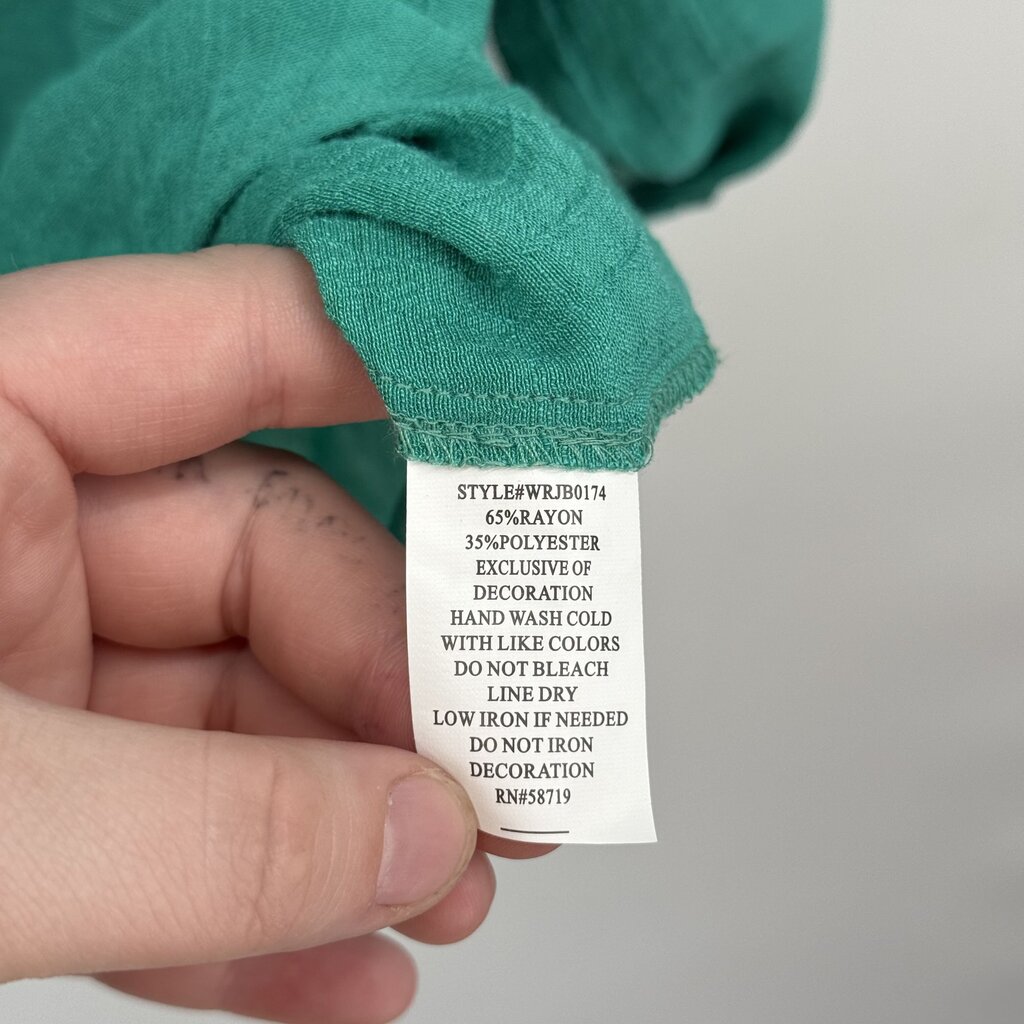 STYLE#WRJB0174
65%RAYON
35%POLYESTER
EXCLUSIVE OF
DECORATION
HAND WASH COLD
WITH LIKE COLORS
DO NOT BLEACH
LINE DRY
LOW IRON IF NEEDED
DO NOT IRON
DECORATION
RN#58719